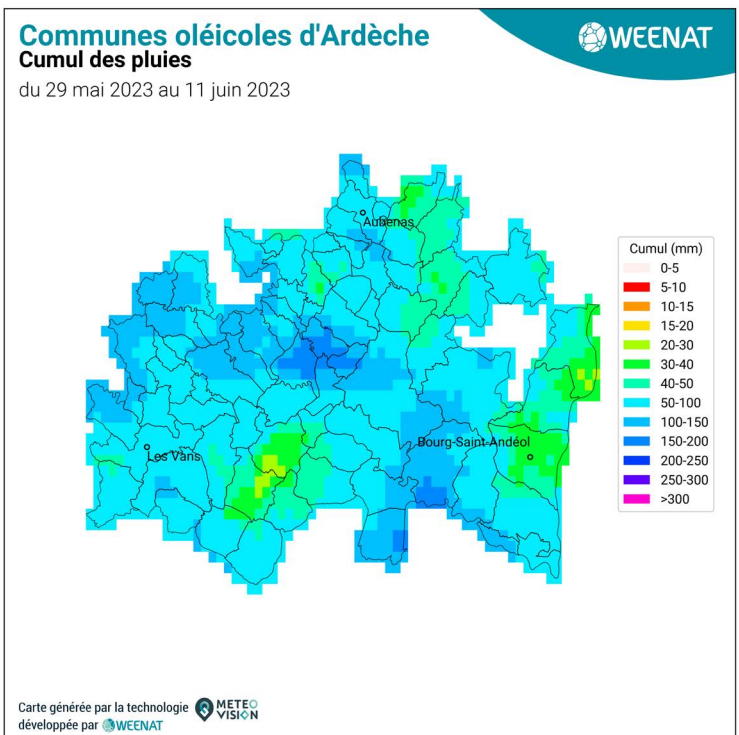 Communes oléicoles d'Ardèche
Cumul des pluies
du 29 mai 2023 au 11 juin 2023
WEENAT
Aubenas
Les Vans
Bourg-Saint-Andéol
Cumul (mm)
0-5
5-10
10-15
15-20
20-30
30-40
40-50
50-100
100-150
150-200
200-250
250-300
>300
Carte générée par la technologie METEO VISION
développée par WEENAT